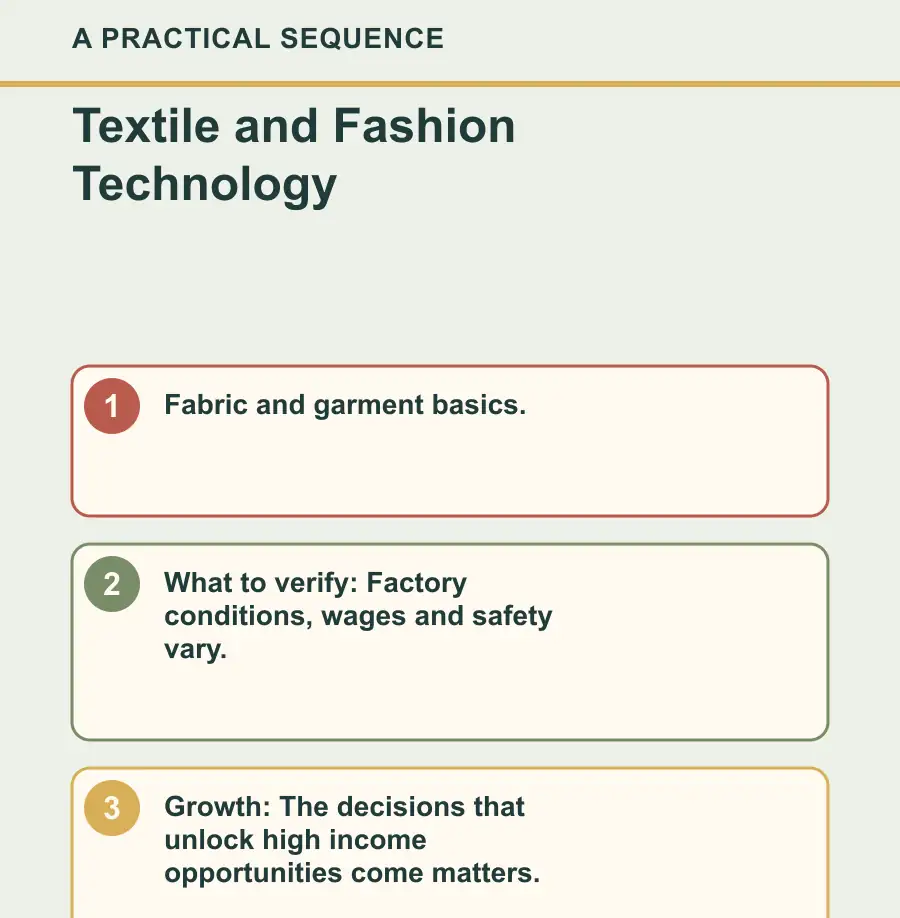 A PRACTICAL SEQUENCE
Textile and Fashion
Technology
1
Fabric and garment basics.
2
What to verify: Factory
conditions, wages and safety
vary.
3
Growth: The decisions that
unlock high income
opportunities come matters.